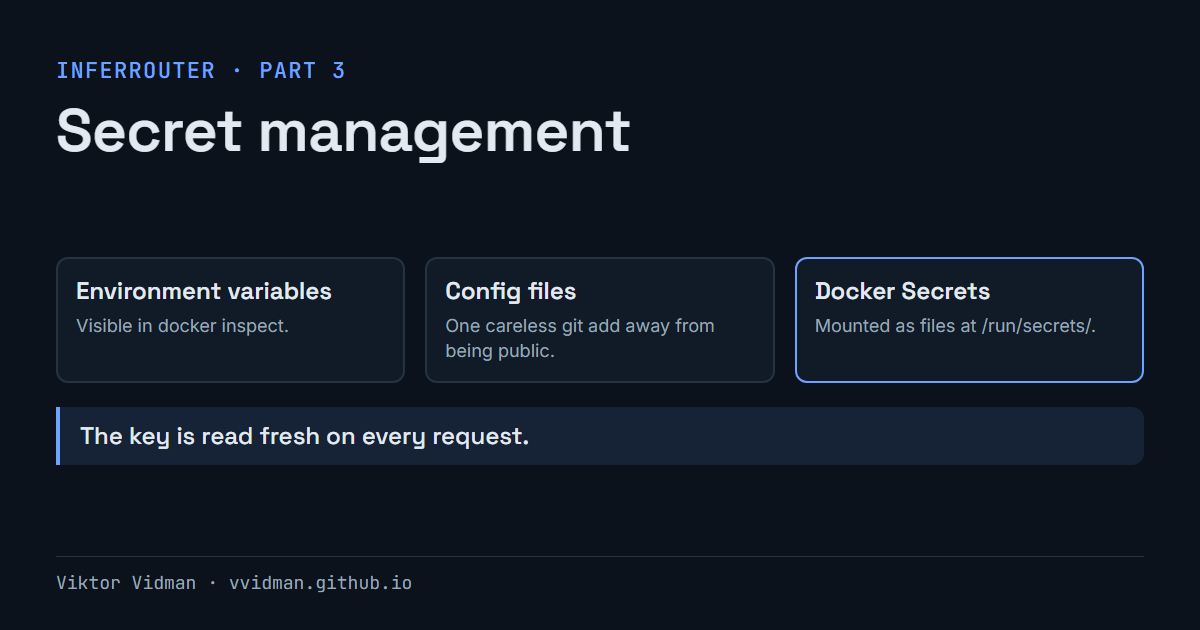 INFERROUTER · PART 3
Secret management
Environment variables
Visible in docker inspect.
Config files
One careless git add away from
being public.
Docker Secrets
Mounted as files at /run/secrets/.
The key is read fresh on every request.
Viktor Vidman · vvidman.github.io